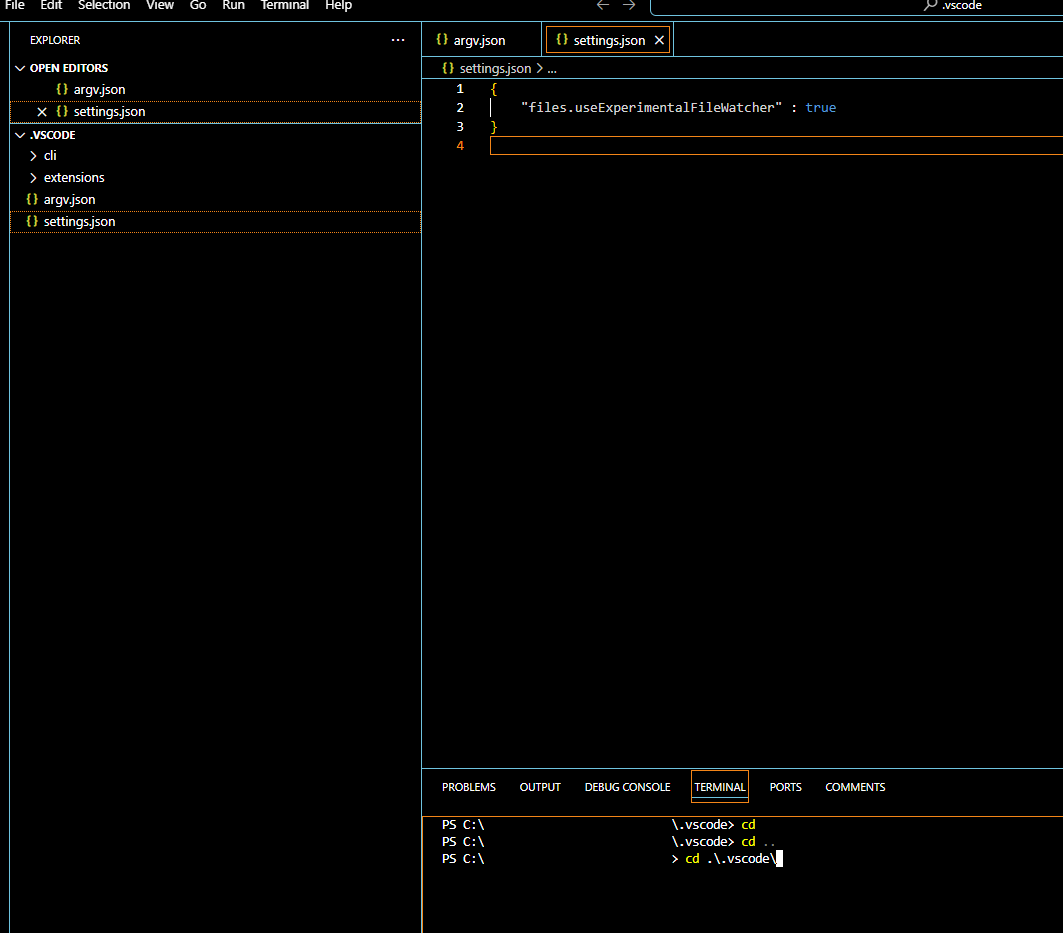 File Edit Selection View Go Run Terminal Help
.vscode
EXPLORER ...
OPEN EDITORS
{} argv.json
{} settings.json
.VSCODE
cli
extensions
{} argv.json
{} settings.json
{} argv.json {} settings.json
{} settings.json > ...
1 {
2 "files.useExperimentalFileWatcher" : true
3 }
4
PROBLEMS OUTPUT DEBUG CONSOLE TERMINAL PORTS COMMENTS
PS C:\ \.vscode> cd
PS C:\ \.vscode> cd ..
PS C:\ > cd .\.vscode\